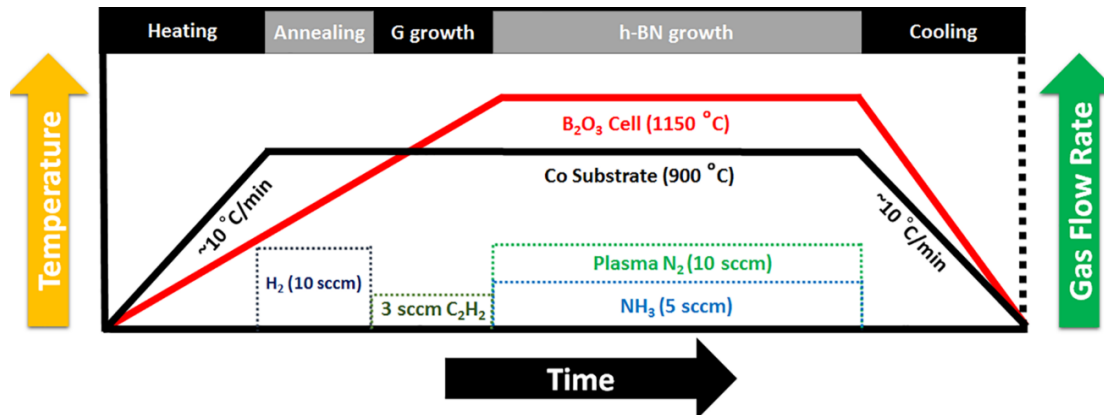 Heating
Annealing
G growth
h-BN growth
Cooling
Temperature
Gas Flow Rate
B₂O₃ Cell (1150 °C)
Co Substrate (900 °C)
~10 °C/min
~10 °C/min
H₂ (10 sccm)
3 sccm C₂H₂
Plasma N₂ (10 sccm)
NH₃ (5 sccm)
Time